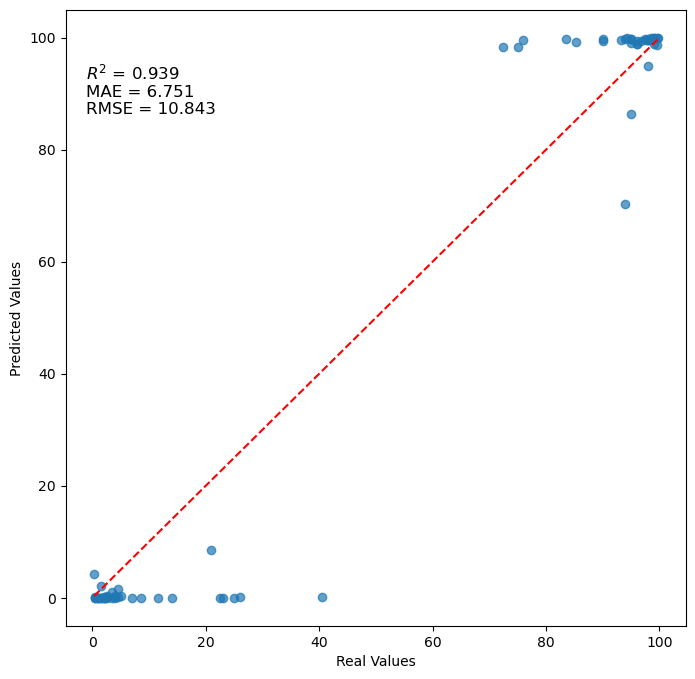 100
80
60
40
20
0
Predicted Values
R² = 0.939
MAE = 6.751
RMSE = 10.843
0 20 40 60 80 100
Real Values